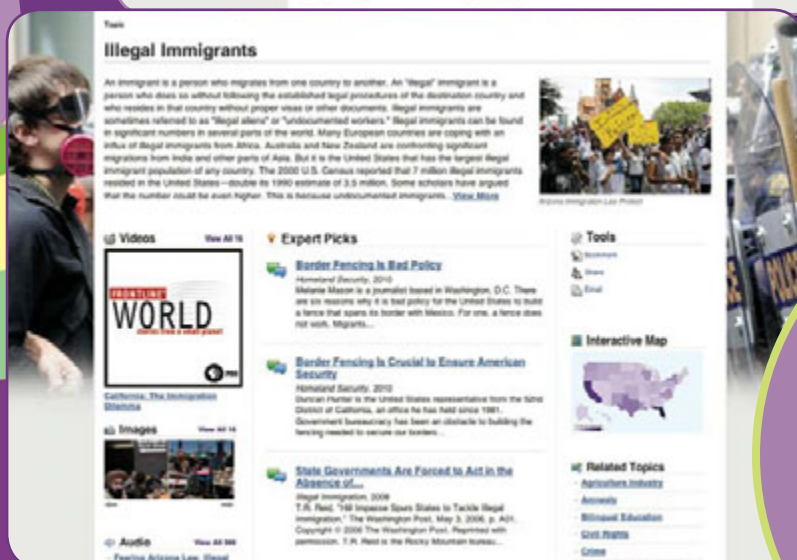 Topic
Illegal Immigrants
An immigrant is a person who migrates from one country to another. An "illegal" immigrant is a
person who does so without following the established legal procedures of the destination country and
who resides in that country without proper visas or other documents. Illegal immigrants are
sometimes referred to as "illegal aliens" or "undocumented workers." Illegal immigrants can be found
in significant numbers in several parts of the world. Many European countries are coping with an
influx of illegal immigrants from Africa. Australia and New Zealand are confronting significant
migrations from India and other parts of Asia. But it is the United States that has the largest illegal
immigrant population of any country. The 2000 U.S. Census reported that 7 million illegal immigrants
resided in the United States—double its 1990 estimate of 3.5 million. Some scholars have argued
that the number could be even higher. This is because undocumented immigrants... View More
Arizona Immigration Law Protest
Videos View All 16
FRONTLINE
WORLD
stories from a small planet
PBS
California: The Immigration
Dilemma
Images View All 16
Audio
Fearing Arizona Law, Illegal
Expert Picks
Border Fencing Is Bad Policy
Homeland Security, 2010
Melanie Mason is a journalist based in Washington, D.C. There
are six reasons why it is bad policy for the United States to build
a fence that spans its border with Mexico. For one, a fence does
not work. Migrants...
Border Fencing Is Crucial to Ensure American
Security
Homeland Security, 2010
Duncan Hunter is the United States representative from the 52nd
District of California, an office he has held since 1981.
Government bureaucracy has been an obstacle to building the
fencing needed to secure our borders...
State Governments Are Forced to Act in the
Absence of...
Illegal Immigration, 2009
T.R. Reid, "Hill Impasse Spurs States to Tackle Illegal
Immigration," The Washington Post, May 3, 2006, p. A01.
Copyright © 2006 The Washington Post. Reprinted with
permission. T.R. Reid is the Rocky Mountain bureau...
Tools
Bookmark
Share
Email
Interactive Map
Related Topics
Agriculture Industry
Amnesty
Bilingual Education
Civil Rights
Crime